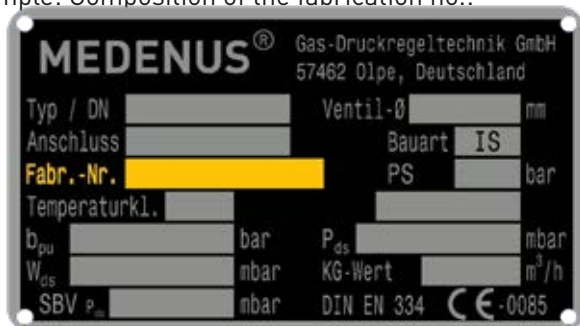 Composition of the fabrication no.:
MEDENUS®
Gas-Druckregeltechnik GmbH
57462 Olpe, Deutschland
Typ / DN
Ventil-Ø mm
Anschluss
Bauart IS
Fabr.-Nr.
PS bar
Temperaturkl.
bpu bar
Pds mbar
Wds mbar
KG-Wert m³/h
SBV mbar
DIN EN 334 CE-0085